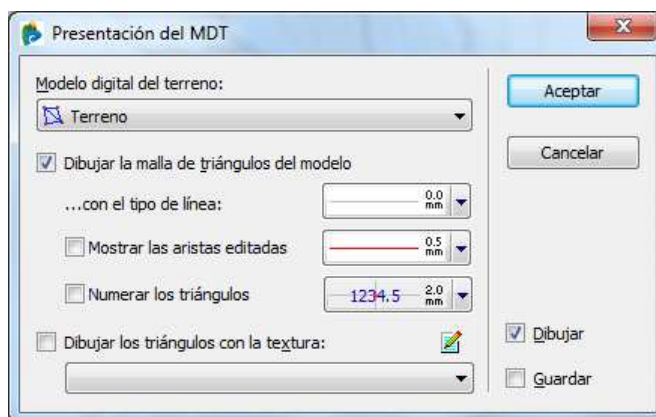 Presentación del MDT
Modelo digital del terreno:
Terreno
Dibujar la malla de triángulos del modelo
...con el tipo de línea:
0.0 mm
Mostrar las aristas editadas
0.5 mm
Numerar los triángulos
1234.5
2.0 mm
Dibujar los triángulos con la textura:
Aceptar
Cancelar
Dibujar
Guardar